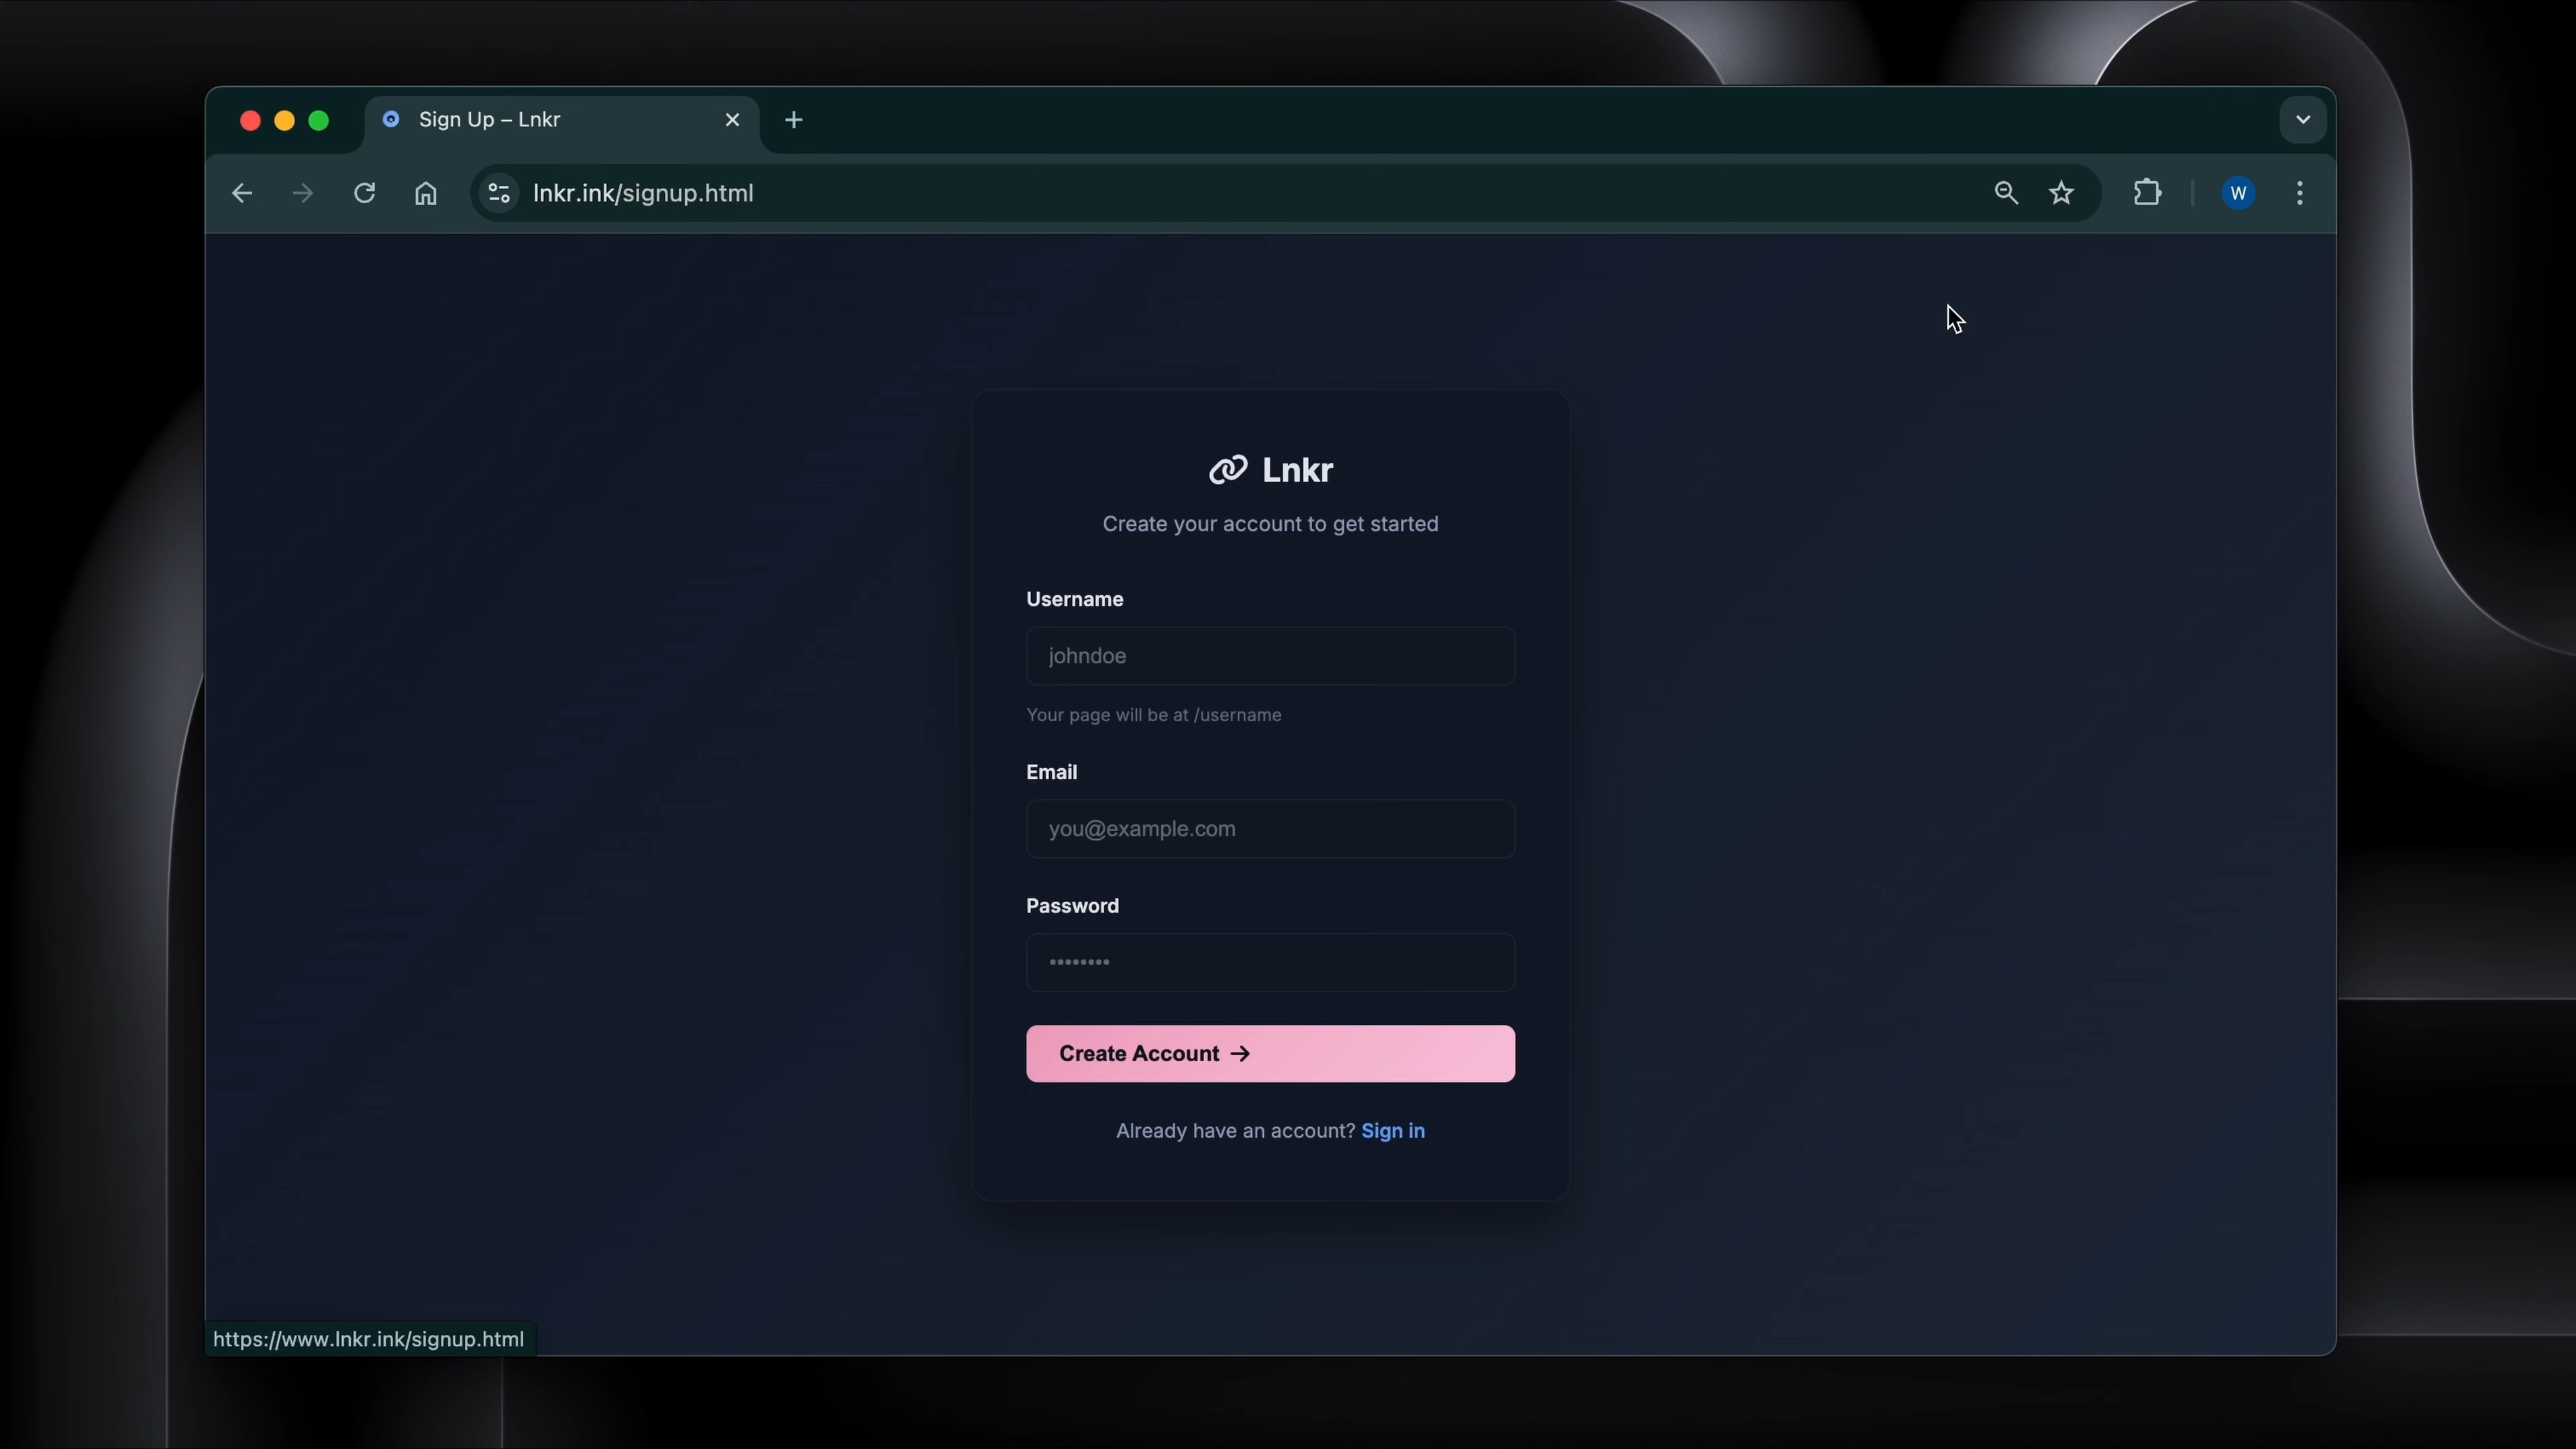 Sign Up – Lnkr
lnkr.ink/signup.html
W
Lnkr
Create your account to get started
Username
johndoe
Your page will be at /username
Email
you@example.com
Password
••••••••
Create Account →
Already have an account? Sign in
https://www.lnkr.ink/signup.html